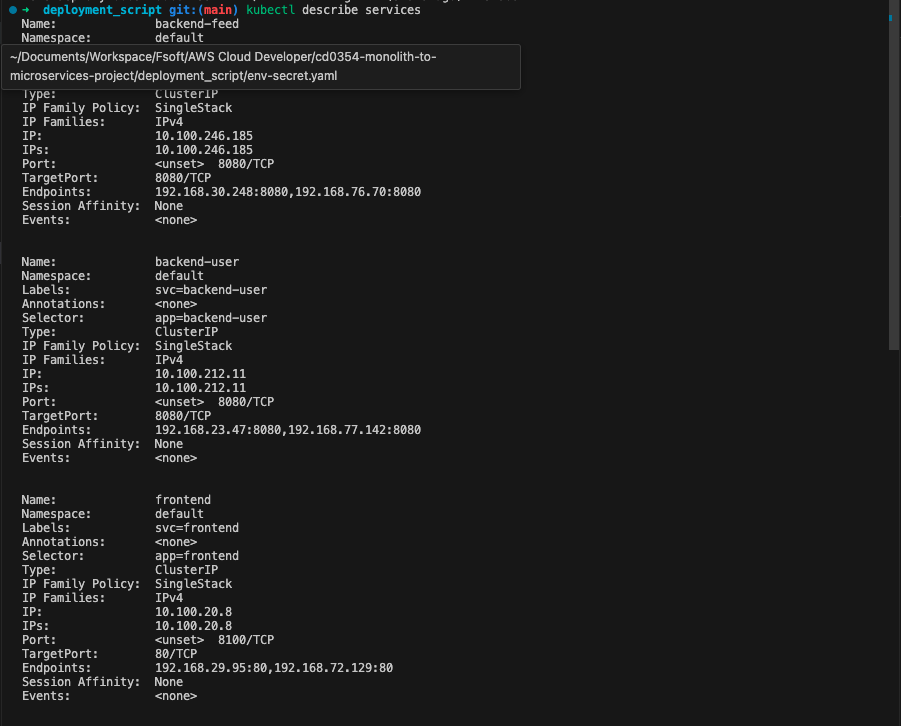 ➜ deployment_script git:(main) kubectl describe services
Name: backend-feed
Namespace: default
~/Documents/Workspace/Fsoft/AWS Cloud Developer/cd0354-monolith-to-
microservices-project/deployment_script/env-secret.yaml
Type: ClusterIP
IP Family Policy: SingleStack
IP Families: IPv4
IP: 10.100.246.185
IPs: 10.100.246.185
Port: <unset> 8080/TCP
TargetPort: 8080/TCP
Endpoints: 192.168.30.248:8080,192.168.76.70:8080
Session Affinity: None
Events: <none>
Name: backend-user
Namespace: default
Labels: svc=backend-user
Annotations: <none>
Selector: app=backend-user
Type: ClusterIP
IP Family Policy: SingleStack
IP Families: IPv4
IP: 10.100.212.11
IPs: 10.100.212.11
Port: <unset> 8080/TCP
TargetPort: 8080/TCP
Endpoints: 192.168.23.47:8080,192.168.77.142:8080
Session Affinity: None
Events: <none>
Name: frontend
Namespace: default
Labels: svc=frontend
Annotations: <none>
Selector: app=frontend
Type: ClusterIP
IP Family Policy: SingleStack
IP Families: IPv4
IP: 10.100.20.8
IPs: 10.100.20.8
Port: <unset> 8100/TCP
TargetPort: 80/TCP
Endpoints: 192.168.29.95:80,192.168.72.129:80
Session Affinity: None
Events: <none>